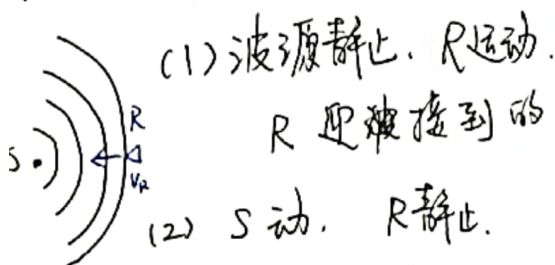 (1) 波源静止. R运动.
R
R 迎波接到的
S
V_R
(2) S动. R静止.